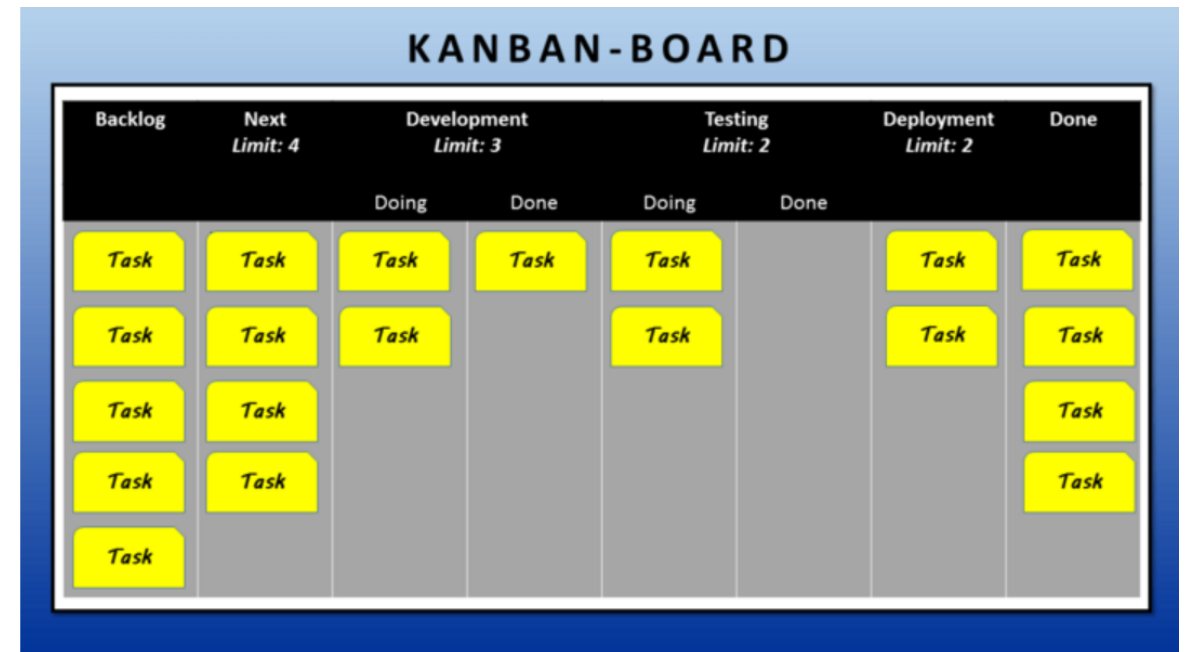 KANBAN-BOARD
Backlog Next Development Testing Deployment Done
Limit: 4 Limit: 3 Limit: 2 Limit: 2
Doing Done Doing Done
Task Task Task Task Task Task Task
Task Task Task Task Task Task
Task Task Task
Task Task Task
Task